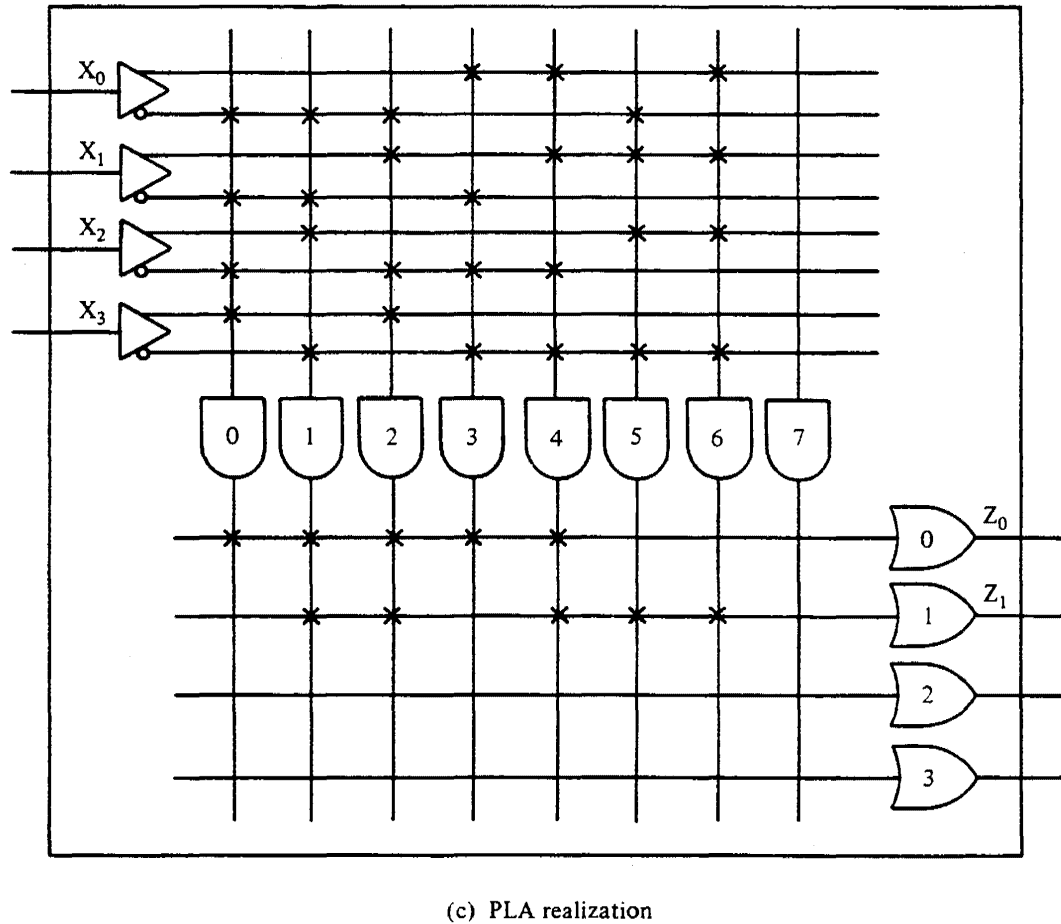 X₀
X₁
X₂
X₃
0 1 2 3 4 5 6 7
0 Z₀
1 Z₁
2
3
(c) PLA realization